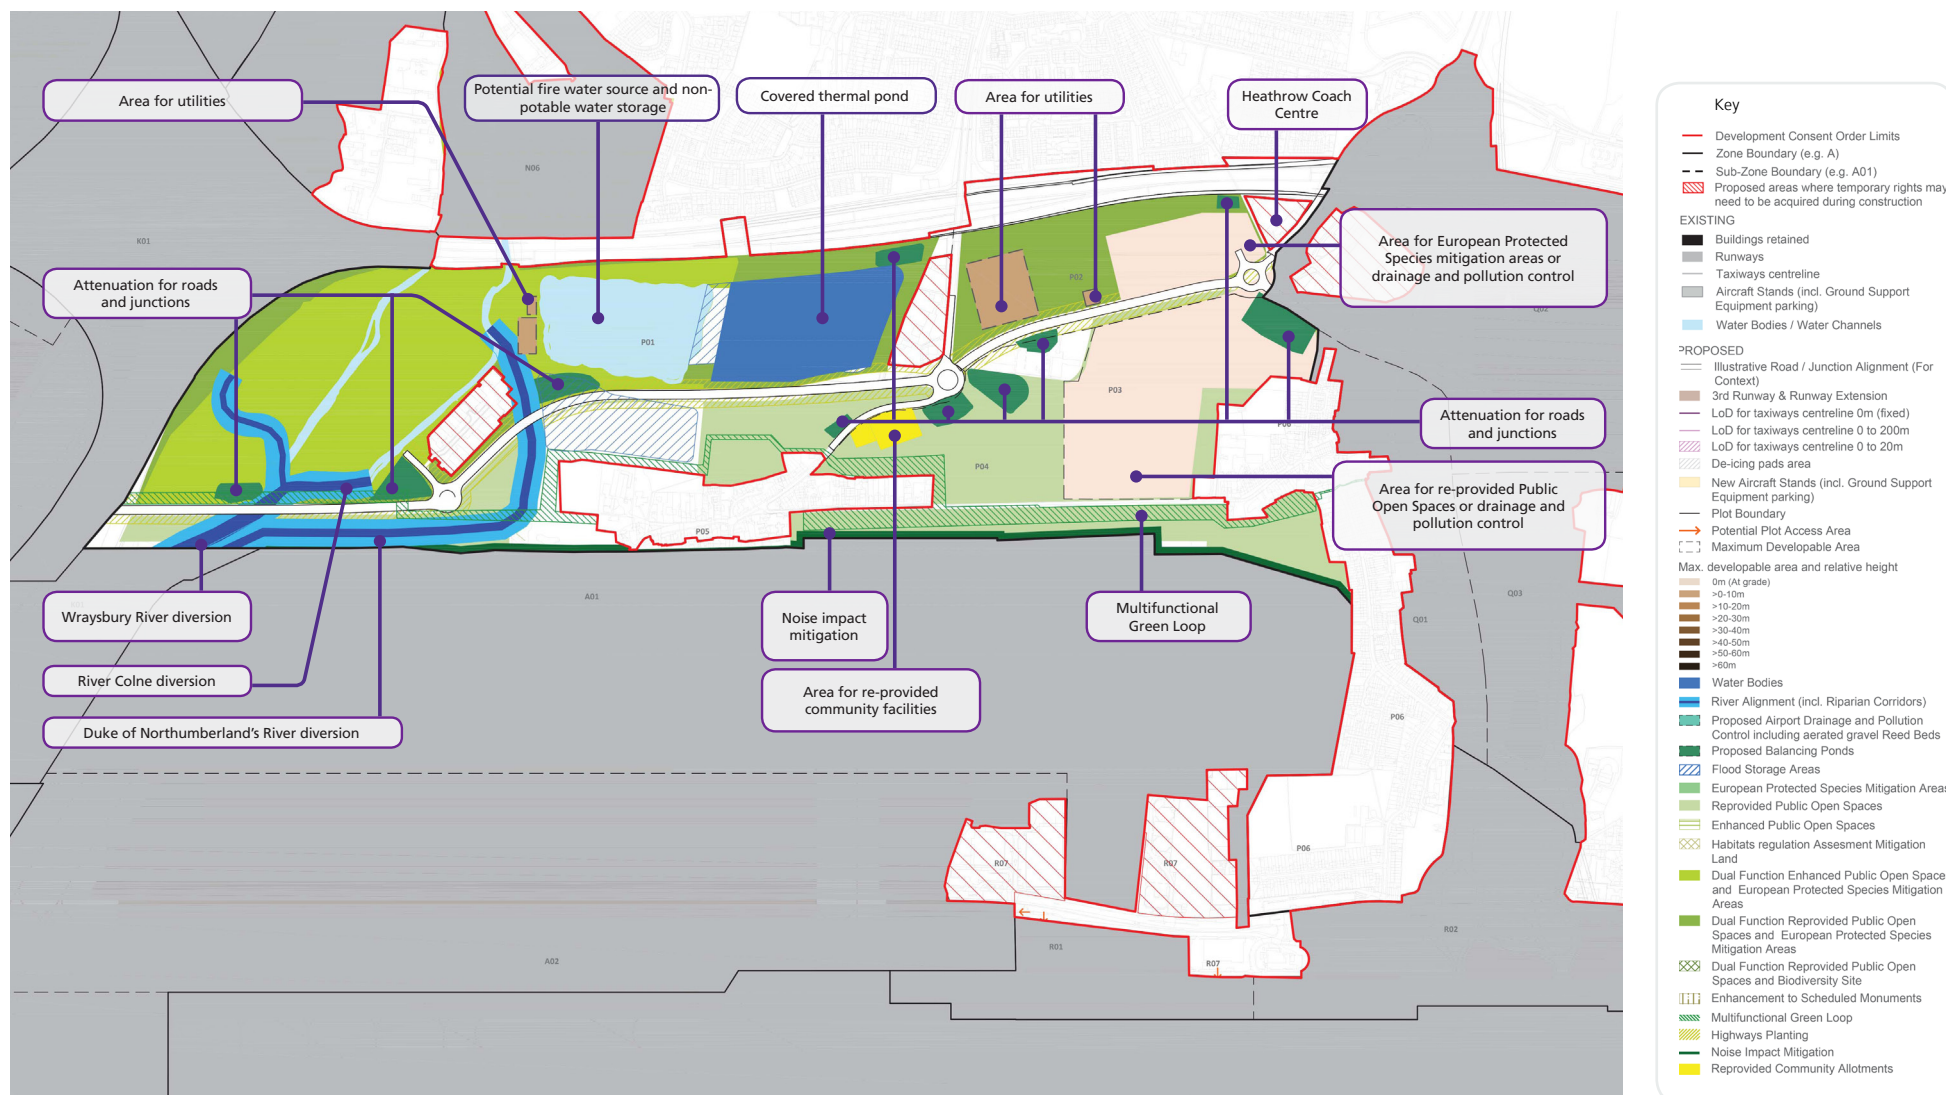 Area for utilities
Potential fire water source and non-
potable water storage
Covered thermal pond
Area for utilities
Heathrow Coach
Centre
Attenuation for roads
and junctions
Area for European Protected
Species mitigation areas or
drainage and pollution control
Attenuation for roads
and junctions
Area for re-provided Public
Open Spaces or drainage and
pollution control
Wraysbury River diversion
River Colne diversion
Duke of Northumberland's River diversion
Noise impact
mitigation
Area for re-provided
community facilities
Multifunctional
Green Loop
N06
K01
P01
P02
P03
P04
P05
P06
A01
Q02
Q01
Q03
P06
P06
R07
R07
R07
R01
R02
A02
Key
Development Consent Order Limits
Zone Boundary (e.g. A)
Sub-Zone Boundary (e.g. A01)
Proposed areas where temporary rights may
need to be acquired during construction
EXISTING
Buildings retained
Runways
Taxiways centreline
Aircraft Stands (incl. Ground Support
Equipment parking)
Water Bodies / Water Channels
PROPOSED
Illustrative Road / Junction Alignment (For
Context)
3rd Runway & Runway Extension
LoD for taxiways centreline 0m (fixed)
LoD for taxiways centreline 0 to 200m
LoD for taxiways centreline 0 to 20m
De-icing pads area
New Aircraft Stands (incl. Ground Support
Equipment parking)
Plot Boundary
Potential Plot Access Area
Maximum Developable Area
Max. developable area and relative height
0m (At grade)
>0-10m
>10-20m
>20-30m
>30-40m
>40-50m
>50-60m
>60m
Water Bodies
River Alignment (incl. Riparian Corridors)
Proposed Airport Drainage and Pollution
Control including aerated gravel Reed Beds
Proposed Balancing Ponds
Flood Storage Areas
European Protected Species Mitigation Areas
Reprovided Public Open Spaces
Enhanced Public Open Spaces
Habitats regulation Assesment Mitigation
Land
Dual Function Enhanced Public Open Space
and European Protected Species Mitigation
Areas
Dual Function Reprovided Public Open
Spaces and European Protected Species
Mitigation Areas
Dual Function Reprovided Public Open
Spaces and Biodiversity Site
Enhancement to Scheduled Monuments
Multifunctional Green Loop
Highways Planting
Noise Impact Mitigation
Reprovided Community Allotments